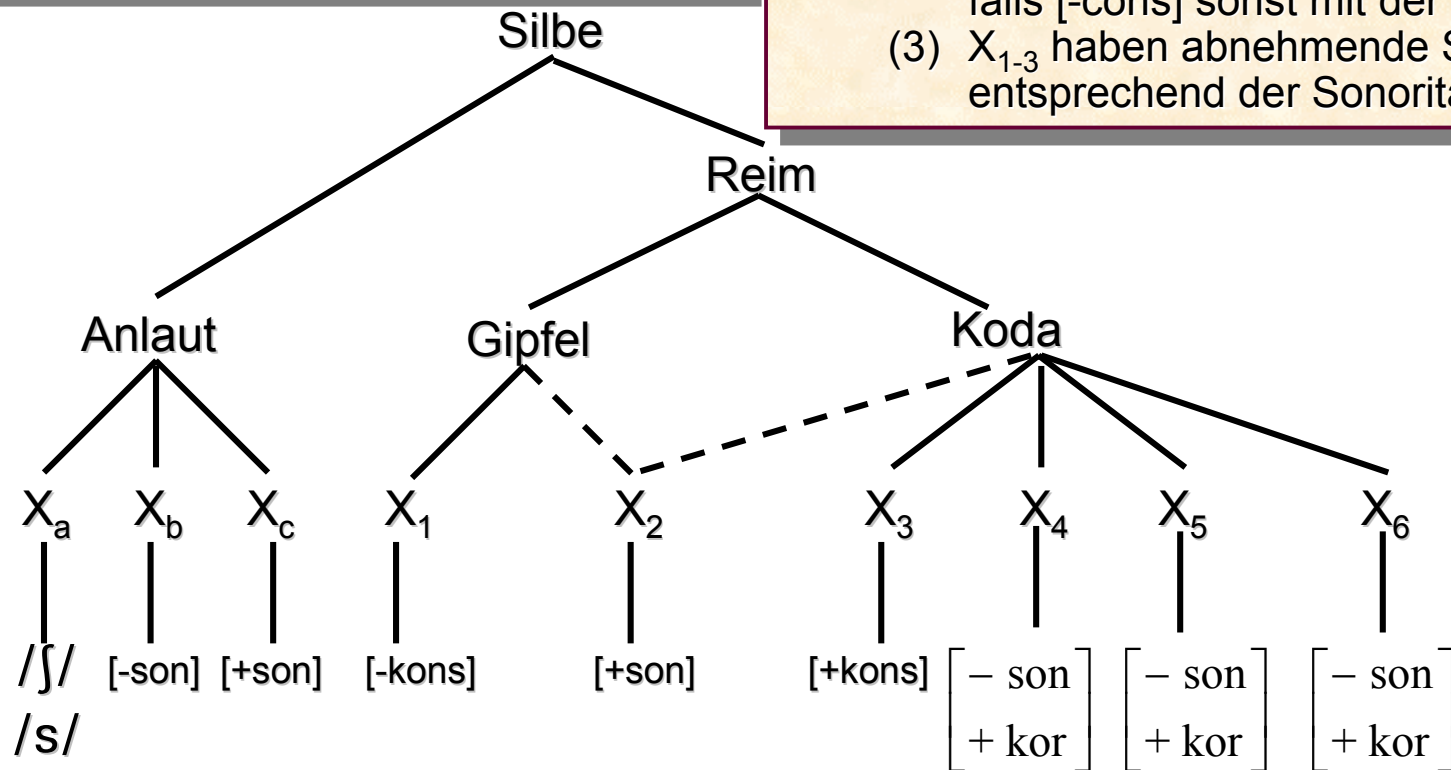 falls [-cons] sonst mit der
(3) X1-3 haben abnehmende
entsprechend der
Silbe
Reim
Anlaut Gipfel Koda
Xa Xb Xc X1 X2 X3 X4 X5 X6
/ʃ/ [-son] [+son] [-kons] [+son] [+kons] [− son [− son [− son
/s/ + kor] + kor] + kor]